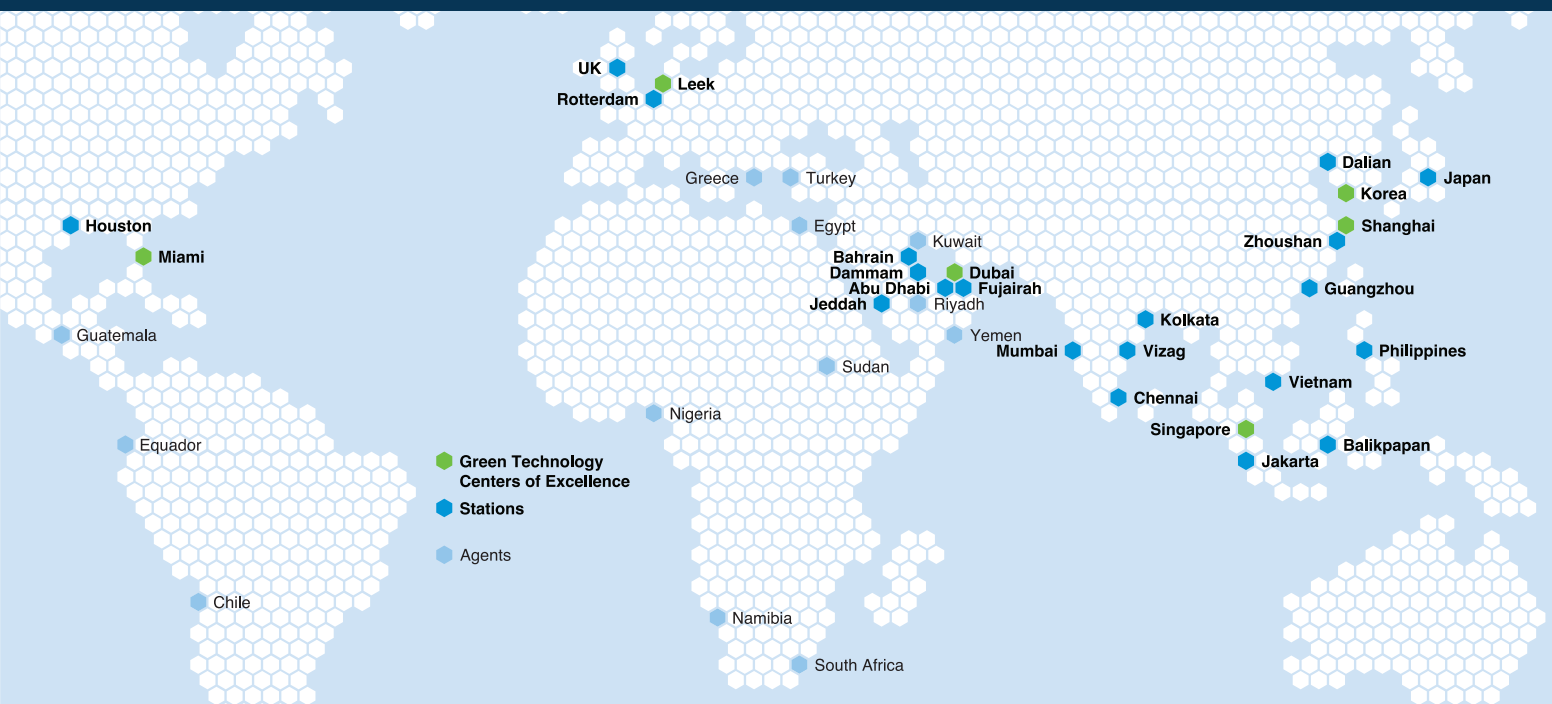 UK
Leek
Rotterdam
Dalian
Greece
Turkey
Japan
Korea
Houston
Egypt
Shanghai
Kuwait
Zhoushan
Miami
Bahrain
Dammam
Dubai
Abu Dhabi
Fujairah
Guangzhou
Jeddah
Riyadh
Kolkata
Guatemala
Yemen
Mumbai
Vizag
Philippines
Sudan
Vietnam
Chennai
Nigeria
Singapore
Equador
Balikpapan
Jakarta
Green Technology
Centers of Excellence
Stations
Agents
Chile
Namibia
South Africa